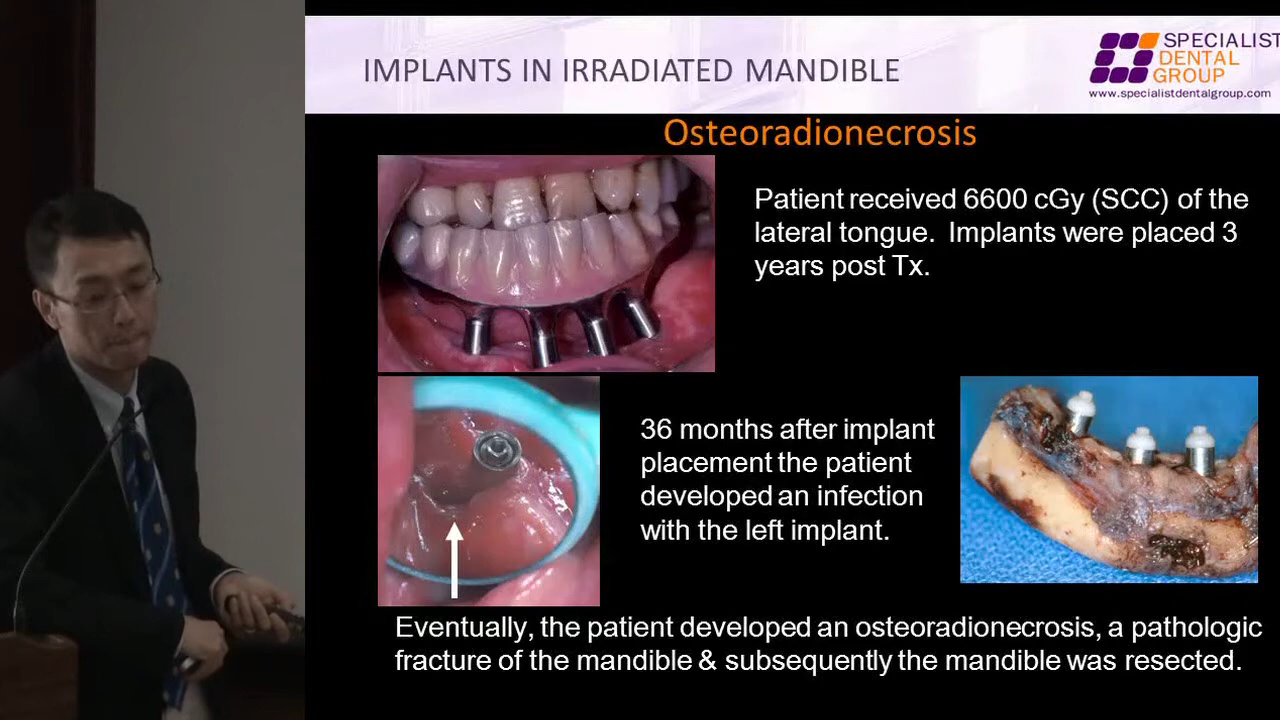 IMPLANTS IN IRRADIATED MANDIBLE
SPECIALIST
DENTAL
GROUP
www.specialistdentalgroup.com
Osteoradionecrosis
Patient received 6600 cGy (SCC) of the
lateral tongue. Implants were placed 3
years post Tx.
36 months after implant
placement the patient
developed an infection
with the left implant.
Eventually, the patient developed an osteoradionecrosis, a pathologic
fracture of the mandible & subsequently the mandible was resected.